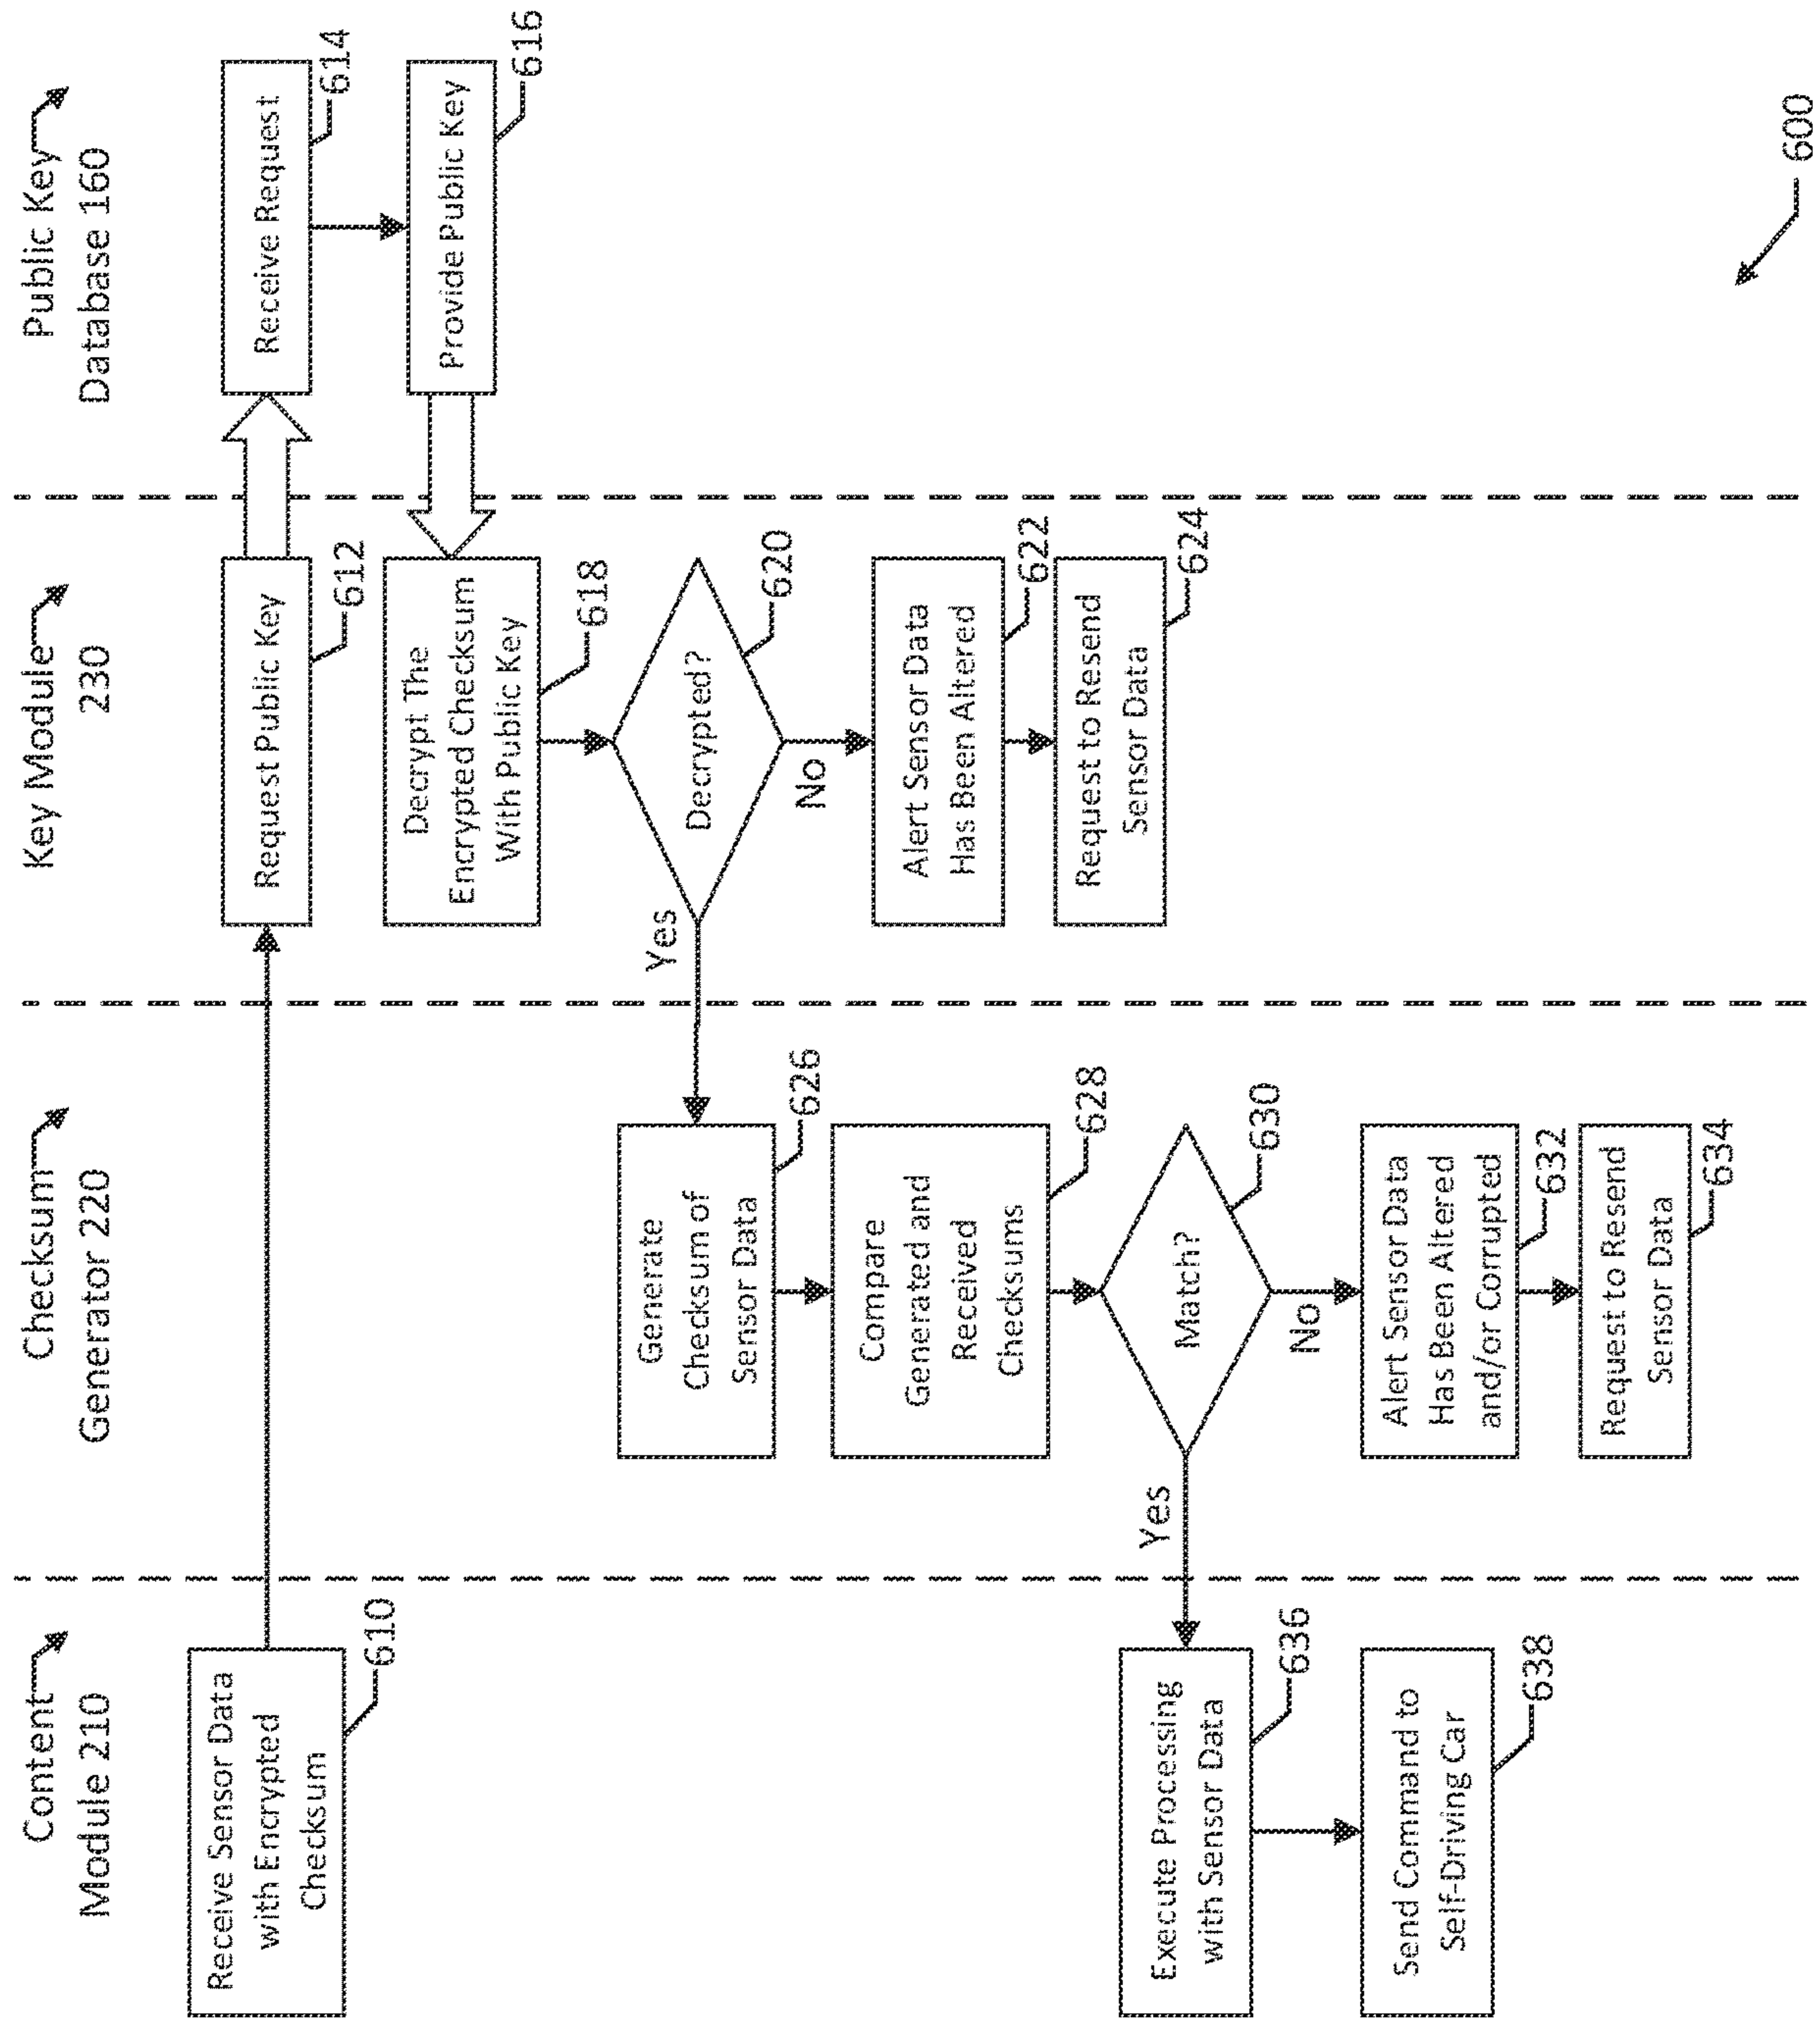 Content
Module 210
Checksum
Generator 220
Key Module
230
Public Key
Database 160
Receive Sensor Data
with Encrypted
Checksum
610
Request Public Key
612
Receive Request
614
Provide Public Key
616
Decrypt The
Encrypted Checksum
With Public Key
618
Decrypted?
620
Yes
No
Alert Sensor Data
Has Been Altered
622
Request to Resend
Sensor Data
624
Generate
Checksum of
Sensor Data
626
Compare
Generated and
Received
Checksums
628
Match?
630
Yes
No
Alert Sensor Data
Has Been Altered
and/or Corrupted
632
Request to Resend
Sensor Data
634
Execute Processing
with Sensor Data
636
Send Command to
Self-Driving Car
638
600